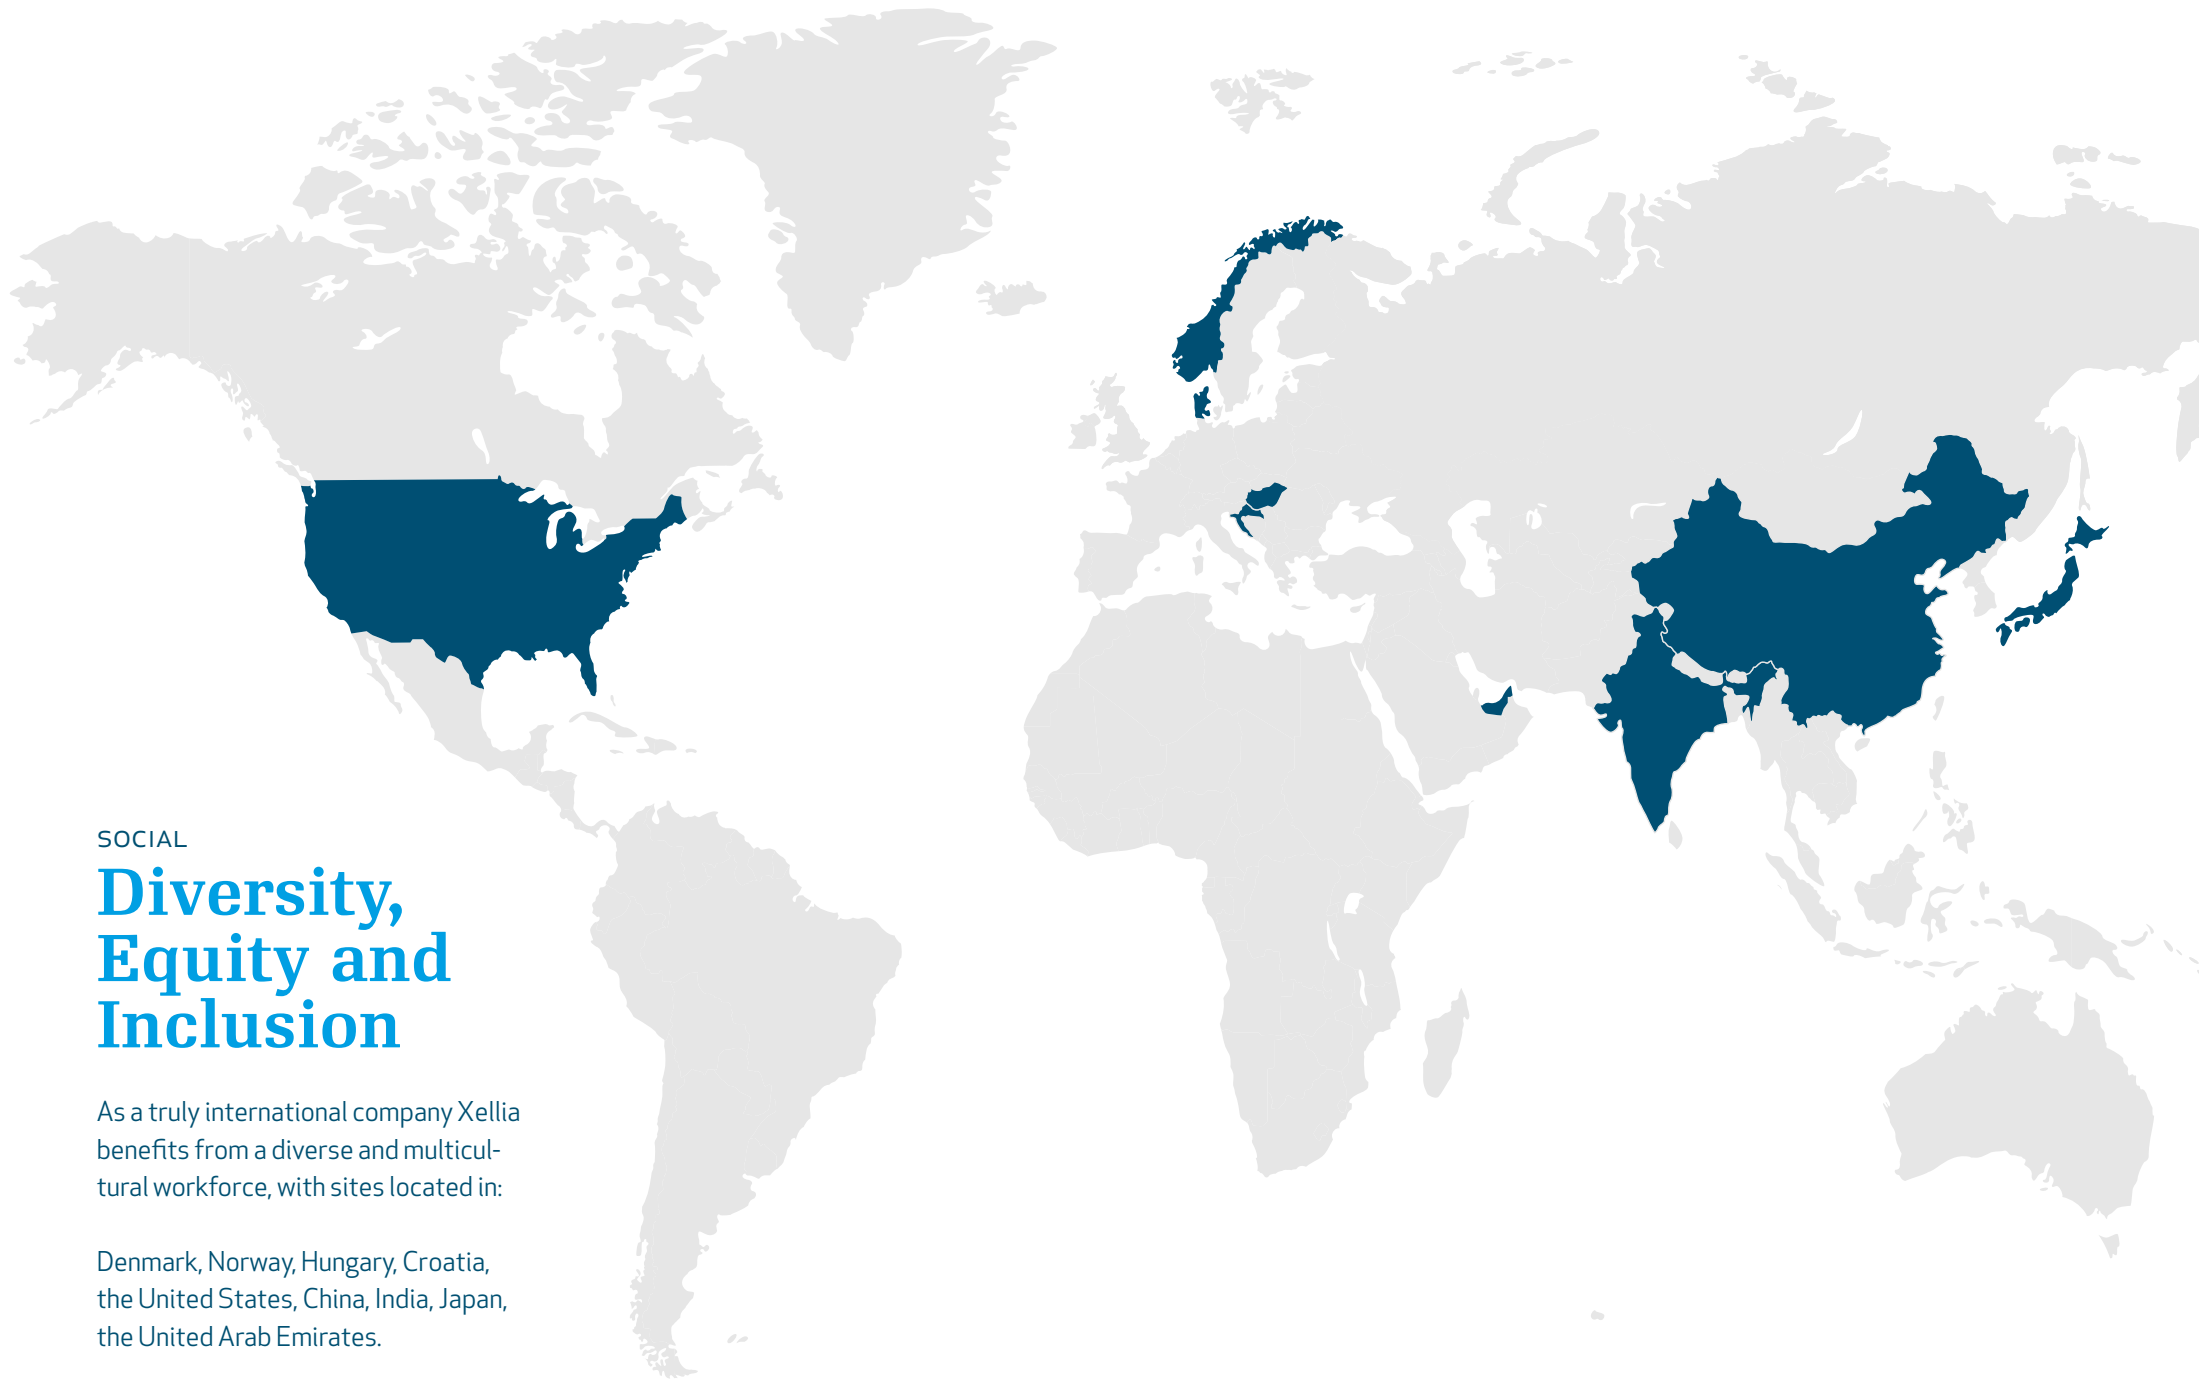 SOCIAL
Diversity,
Equity and
Inclusion
As a truly international company Xellia
benefits from a diverse and multicul-
tural workforce, with sites located in:
Denmark, Norway, Hungary, Croatia,
the United States, China, India, Japan,
the United Arab Emirates.